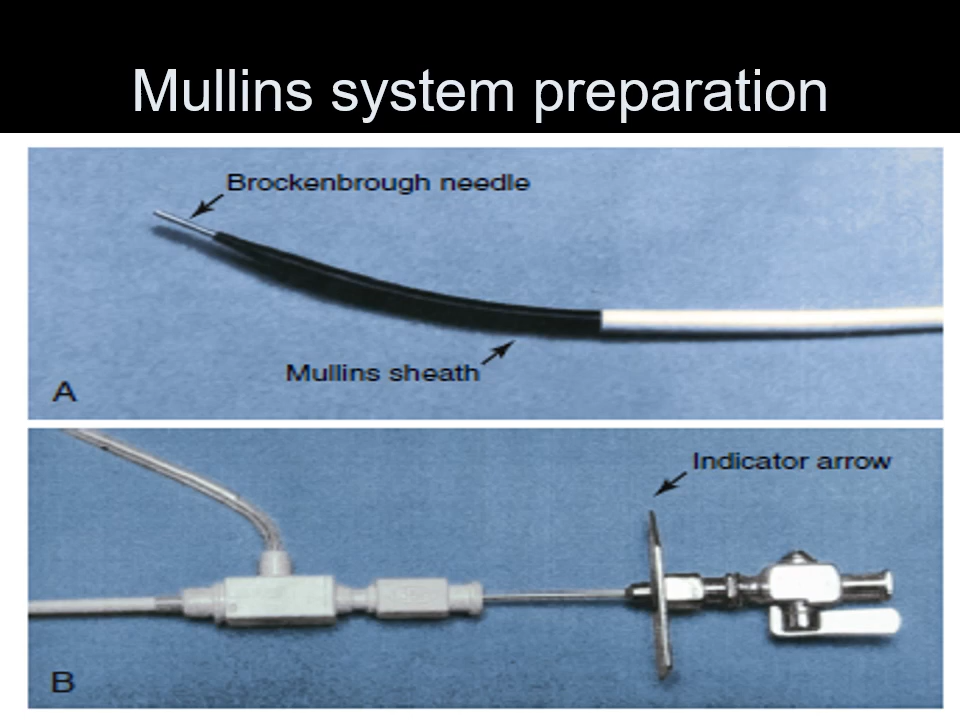 Mullins system preparation
Brockenbrough needle
Mullins sheath
A
Indicator arrow
B